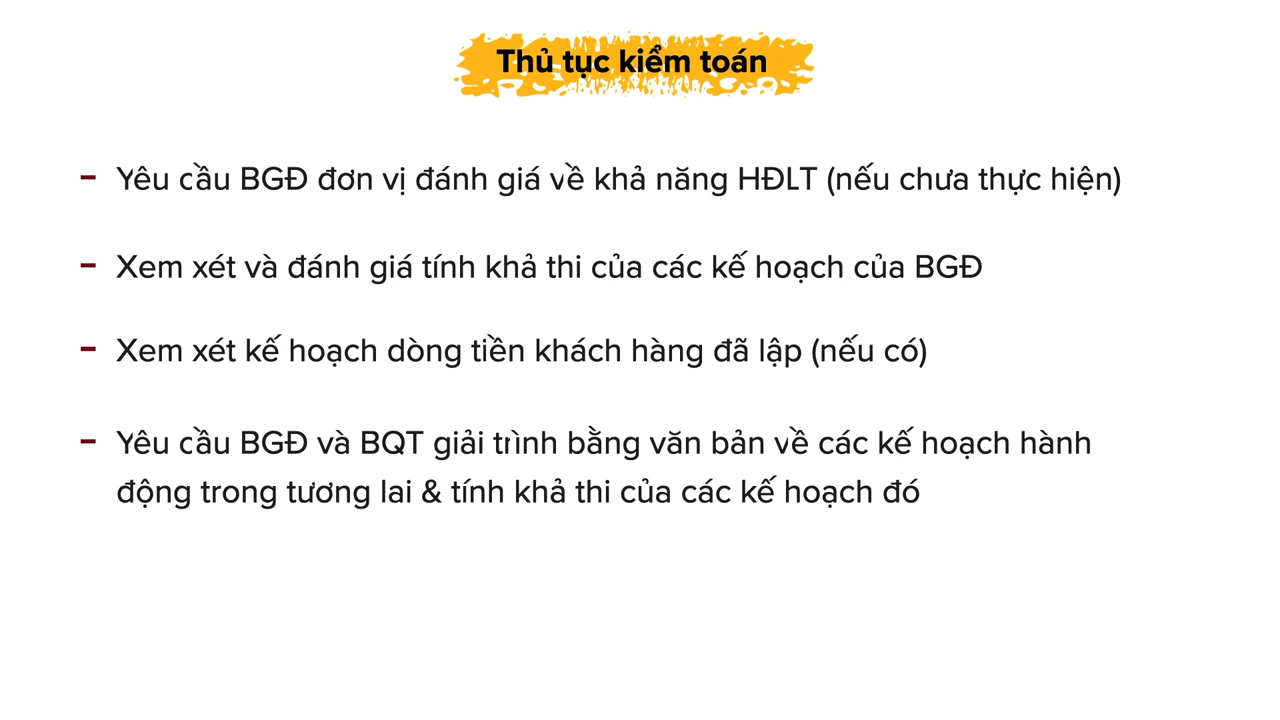 Thủ tục kiểm toán
- Yêu cầu BGĐ đơn vị đánh giá về khả năng HĐLT (nếu chưa thực hiện)
- Xem xét và đánh giá tính khả thi của các kế hoạch của BGĐ
- Xem xét kế hoạch dòng tiền khách hàng đã lập (nếu có)
- Yêu cầu BGĐ và BQT giải trình bằng văn bản về các kế hoạch hành
động trong tương lai & tính khả thi của các kế hoạch đó